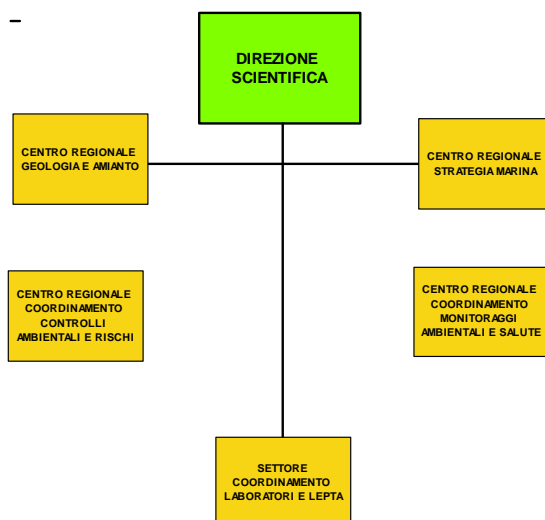 –
DIREZIONE
SCIENTIFICA
CENTRO REGIONALE
GEOLOGIA E AMIANTO
CENTRO REGIONALE
STRATEGIA MARINA
CENTRO REGIONALE
COORDINAMENTO
CONTROLLI
AMBIENTALI E RISCHI
CENTRO REGIONALE
COORDINAMENTO
MONITORAGGI
AMBIENTALI E SALUTE
SETTORE
COORDINAMENTO
LABORATORI E LEPTA